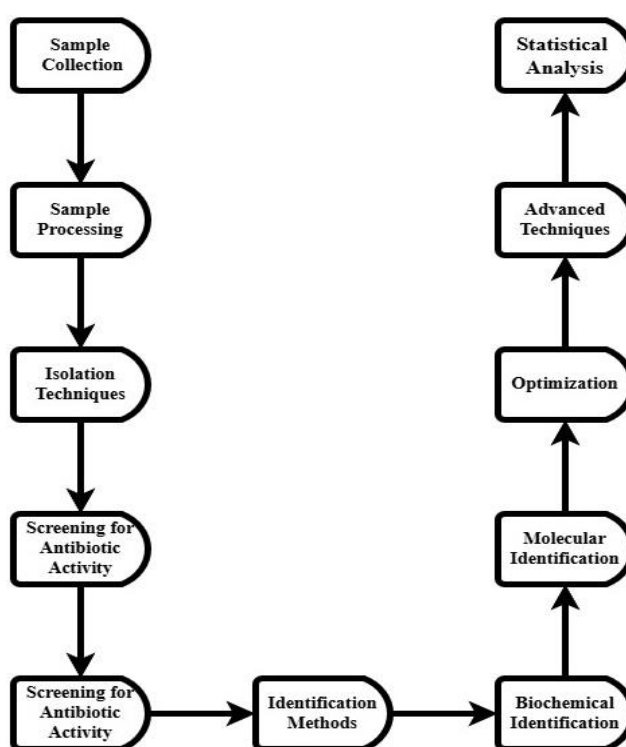 Sample
Collection
Sample
Processing
Isolation
Techniques
Screening for
Antibiotic
Activity
Screening for
Antibiotic
Activity
Identification
Methods
Biochemical
Identification
Molecular
Identification
Optimization
Advanced
Techniques
Statistical
Analysis